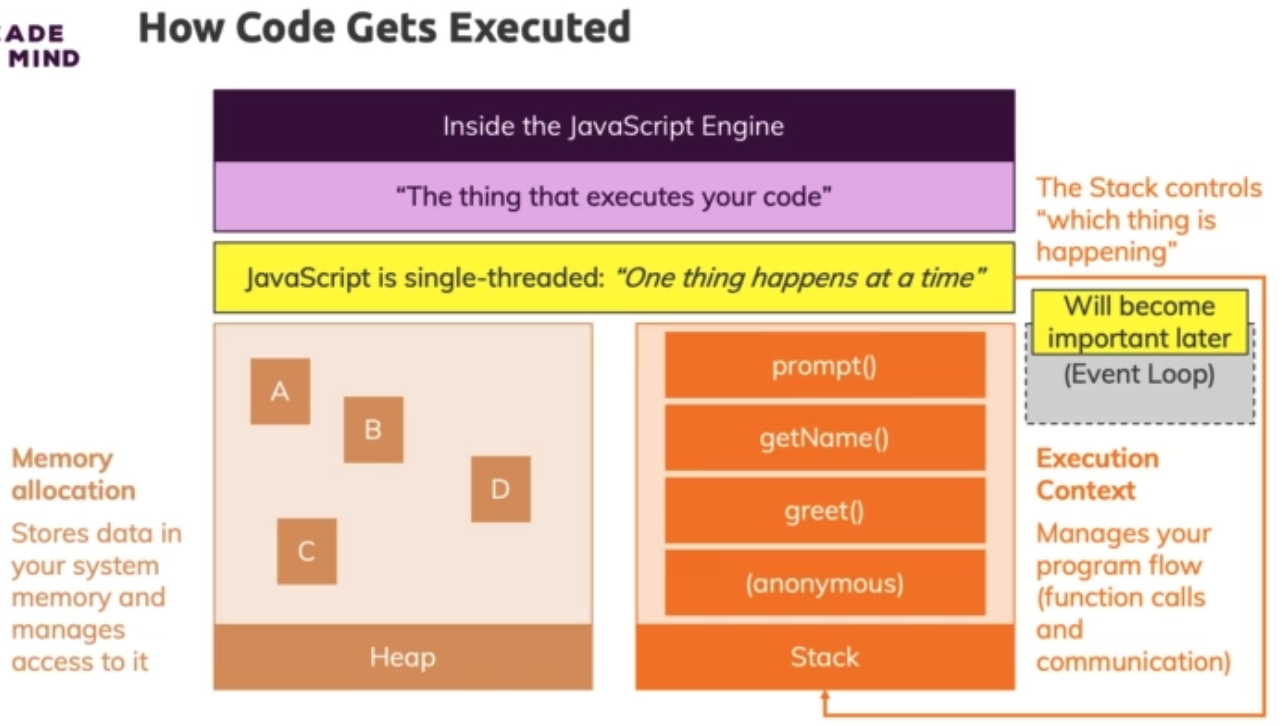 ADE
MIND
How Code Gets Executed
Inside the JavaScript Engine
“The thing that executes your code”
JavaScript is single-threaded: “One thing happens at a time”
The Stack controls
“which thing is
happening”
Will become
important later
(Event Loop)
A
B
D
C
Memory
allocation
Stores data in
your system
memory and
manages
access to it
Heap
prompt()
getName()
greet()
(anonymous)
Stack
Execution
Context
Manages your
program flow
(function calls
and
communication)